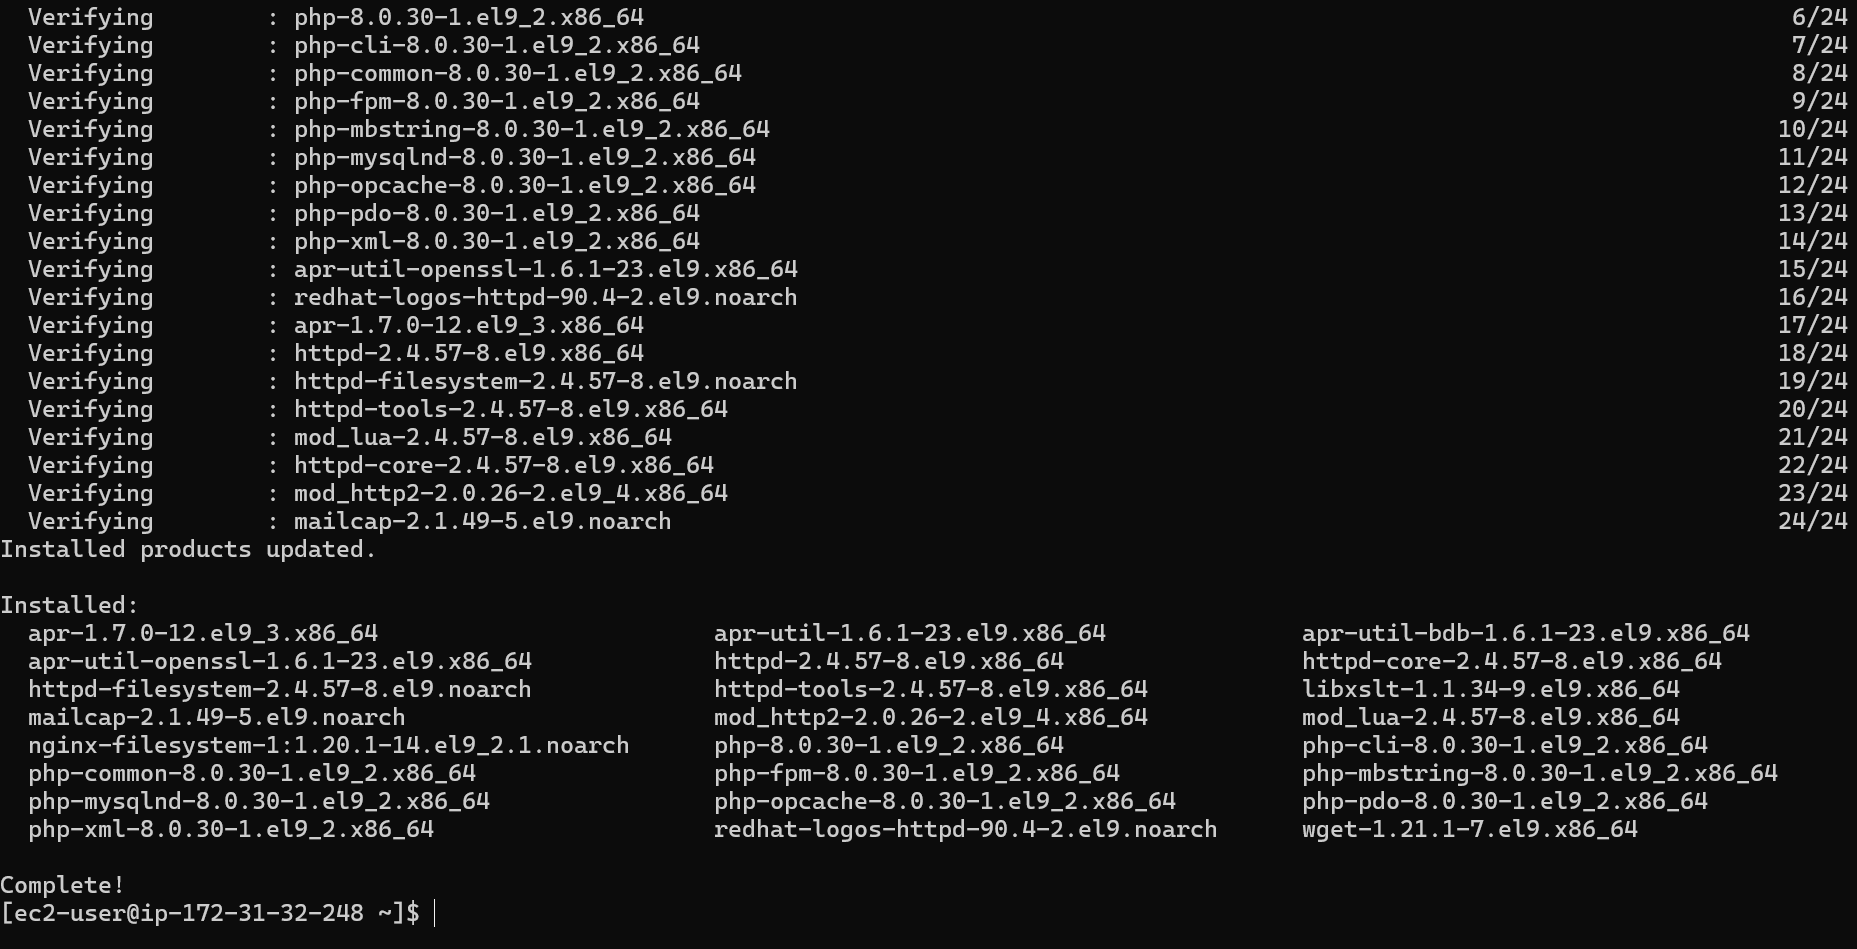 Verifying : php-8.0.30-1.el9_2.x86_64 6/24
Verifying : php-cli-8.0.30-1.el9_2.x86_64 7/24
Verifying : php-common-8.0.30-1.el9_2.x86_64 8/24
Verifying : php-fpm-8.0.30-1.el9_2.x86_64 9/24
Verifying : php-mbstring-8.0.30-1.el9_2.x86_64 10/24
Verifying : php-mysqlnd-8.0.30-1.el9_2.x86_64 11/24
Verifying : php-opcache-8.0.30-1.el9_2.x86_64 12/24
Verifying : php-pdo-8.0.30-1.el9_2.x86_64 13/24
Verifying : php-xml-8.0.30-1.el9_2.x86_64 14/24
Verifying : apr-util-openssl-1.6.1-23.el9.x86_64 15/24
Verifying : redhat-logos-httpd-90.4-2.el9.noarch 16/24
Verifying : apr-1.7.0-12.el9_3.x86_64 17/24
Verifying : httpd-2.4.57-8.el9.x86_64 18/24
Verifying : httpd-filesystem-2.4.57-8.el9.noarch 19/24
Verifying : httpd-tools-2.4.57-8.el9.x86_64 20/24
Verifying : mod_lua-2.4.57-8.el9.x86_64 21/24
Verifying : httpd-core-2.4.57-8.el9.x86_64 22/24
Verifying : mod_http2-2.0.26-2.el9_4.x86_64 23/24
Verifying : mailcap-2.1.49-5.el9.noarch 24/24
Installed products updated.
Installed:
apr-1.7.0-12.el9_3.x86_64 apr-util-1.6.1-23.el9.x86_64 apr-util-bdb-1.6.1-23.el9.x86_64
apr-util-openssl-1.6.1-23.el9.x86_64 httpd-2.4.57-8.el9.x86_64 httpd-core-2.4.57-8.el9.x86_64
httpd-filesystem-2.4.57-8.el9.noarch httpd-tools-2.4.57-8.el9.x86_64 libxslt-1.1.34-9.el9.x86_64
mailcap-2.1.49-5.el9.noarch mod_http2-2.0.26-2.el9_4.x86_64 mod_lua-2.4.57-8.el9.x86_64
nginx-filesystem-1:1.20.1-14.el9_2.1.noarch php-8.0.30-1.el9_2.x86_64 php-cli-8.0.30-1.el9_2.x86_64
php-common-8.0.30-1.el9_2.x86_64 php-fpm-8.0.30-1.el9_2.x86_64 php-mbstring-8.0.30-1.el9_2.x86_64
php-mysqlnd-8.0.30-1.el9_2.x86_64 php-opcache-8.0.30-1.el9_2.x86_64 php-pdo-8.0.30-1.el9_2.x86_64
php-xml-8.0.30-1.el9_2.x86_64 redhat-logos-httpd-90.4-2.el9.noarch wget-1.21.1-7.el9.x86_64
Complete!
[ec2-user@ip-172-31-32-248 ~]$